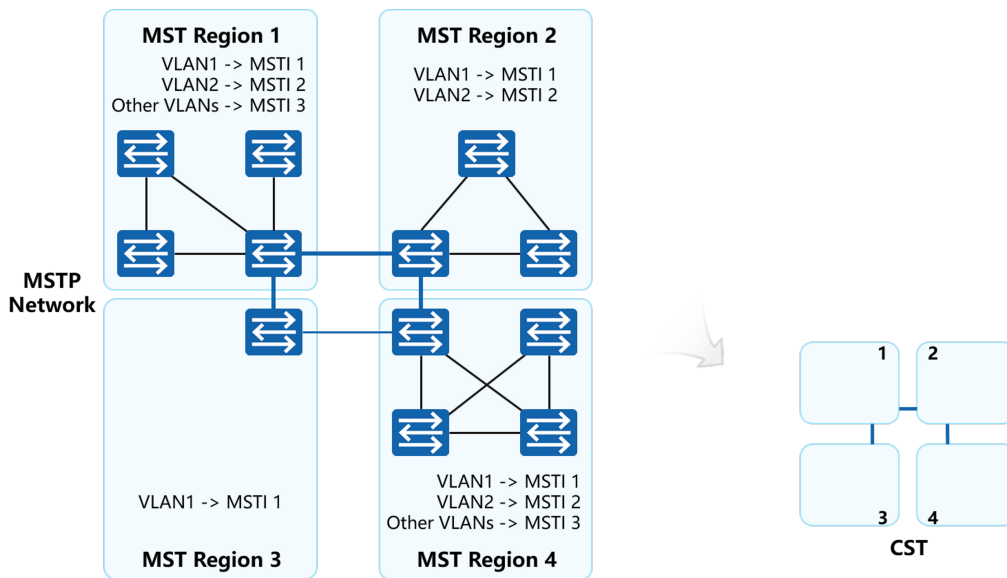 MST Region 1
VLAN1 -> MSTI 1
VLAN2 -> MSTI 2
Other VLANs -> MSTI 3
MST Region 2
VLAN1 -> MSTI 1
VLAN2 -> MSTI 2
MSTP
Network
VLAN1 -> MSTI 1
MST Region 3
VLAN1 -> MSTI 1
VLAN2 -> MSTI 2
Other VLANs -> MSTI 3
MST Region 4
1
2
3
4
CST